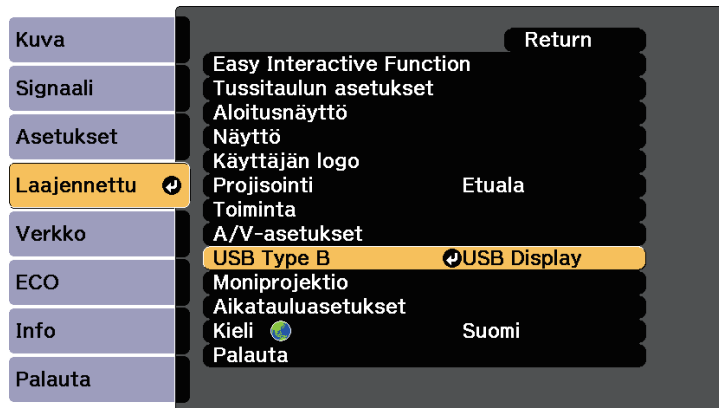 Kuva
Signaali
Asetukset
Laajennettu
Verkko
ECO
Info
Palauta
Return
Easy Interactive Function
Tussitaulun asetukset
Aloitusnäyttö
Näyttö
Käyttäjän logo
Projisointi Etuala
Toiminta
A/V-asetukset
USB Type B USB Display
Moniprojektio
Aikatauluasetukset
Kieli Suomi
Palauta